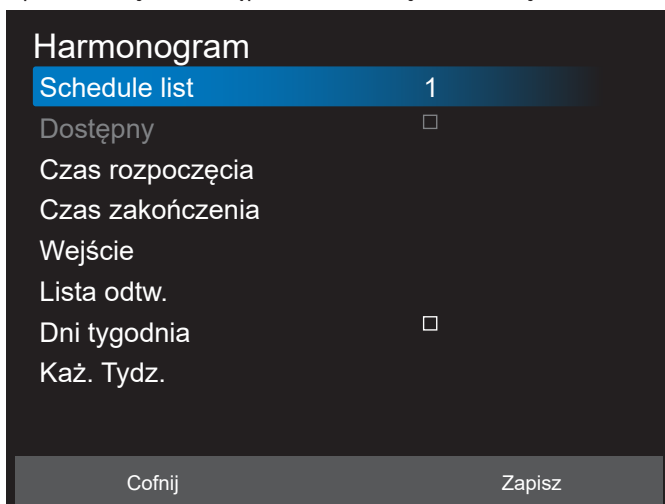 Harmonogram
Schedule list 1
Dostępny
Czas rozpoczęcia
Czas zakończenia
Wejście
Lista odtw.
Dni tygodnia
Każ. Tydz.
Cofnij Zapisz